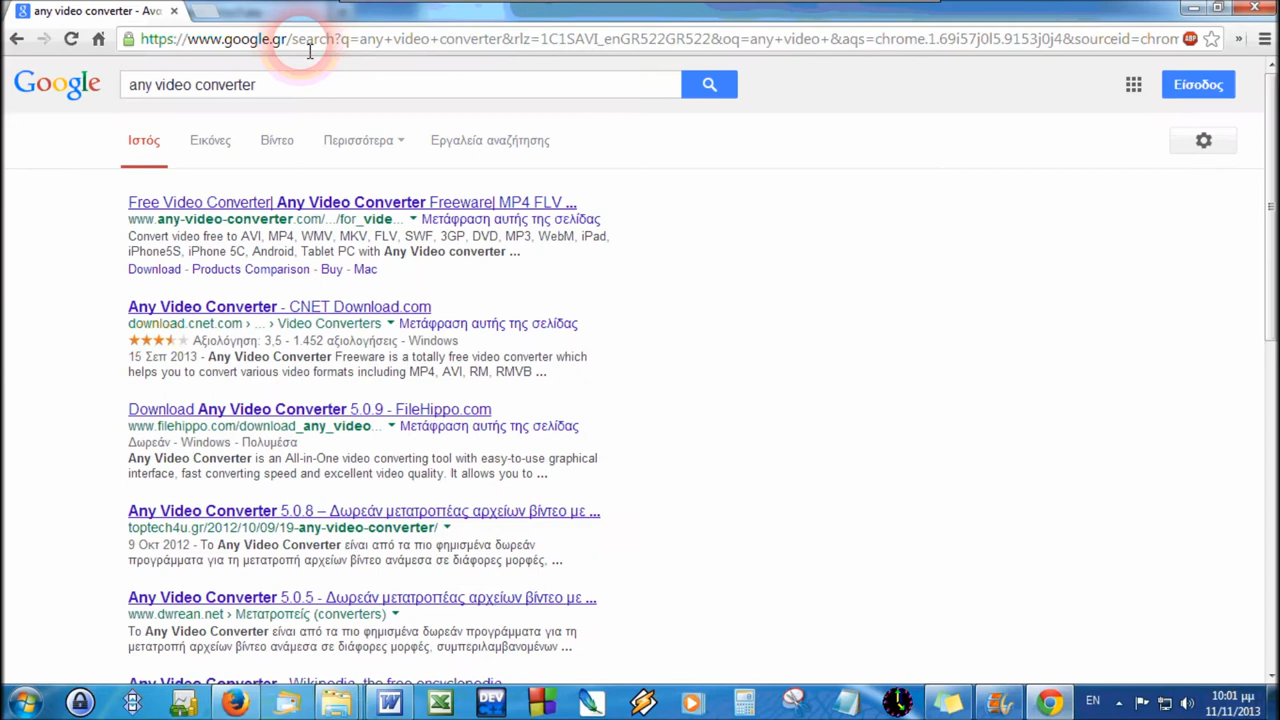 any video converter - Ανα
https://www.google.gr/search?q=any+video+converter&rlz=1C1SAVI_enGR522GR522&oq=any+video+&aqs=chrome.1.69i57j0l5.9153j0j4&sourceid=chrom
Google
any video converter
Είσοδος
Ιστός Εικόνες Βίντεο Περισσότερα Εργαλεία αναζήτησης
Free Video Converter| Any Video Converter Freeware| MP4 FLV ...
www.any-video-converter.com/.../for_vide... Μετάφραση αυτής της σελίδας
Convert video free to AVI, MP4, WMV, MKV, FLV, SWF, 3GP, DVD, MP3, WebM, iPad,
iPhone5S, iPhone 5C, Android, Tablet PC with Any Video converter ...
Download - Products Comparison - Buy - Mac
Any Video Converter - CNET Download.com
download.cnet.com › ... › Video Converters Μετάφραση αυτής της σελίδας
Αξιολόγηση: 3,5 - 1.452 αξιολογήσεις - Windows
15 Σεπ 2013 - Any Video Converter Freeware is a totally free video converter which
helps you to convert various video formats including MP4, AVI, RM, RMVB ...
Download Any Video Converter 5.0.9 - FileHippo.com
www.filehippo.com/download_any_video... Μετάφραση αυτής της σελίδας
Δωρεάν - Windows - Πολυμέσα
Any Video Converter is an All-in-One video converting tool with easy-to-use graphical
interface, fast converting speed and excellent video quality. It allows you to ...
Any Video Converter 5.0.8 – Δωρεάν μετατροπέας αρχείων βίντεο με ...
toptech4u.gr/2012/10/09/19-any-video-converter/
9 Οκτ 2012 - Το Any Video Converter είναι από τα πιο φημισμένα δωρεάν
προγράμματα για τη μετατροπή αρχείων βίντεο ανάμεσα σε διάφορες μορφές, ...
Any Video Converter 5.0.5 - Δωρεάν μετατροπέας αρχείων βίντεο με ...
www.dwrean.net › Μετατροπείς (converters)
Το Any Video Converter είναι από τα πιο φημισμένα δωρεάν προγράμματα για τη
μετατροπή αρχείων βίντεο ανάμεσα σε διάφορες μορφές, συμπεριλαμβανομένων ...
Any Video Converter - Wikipedia, the free encyclopedia
DEV
EN
10:01 μμ
11/11/2013